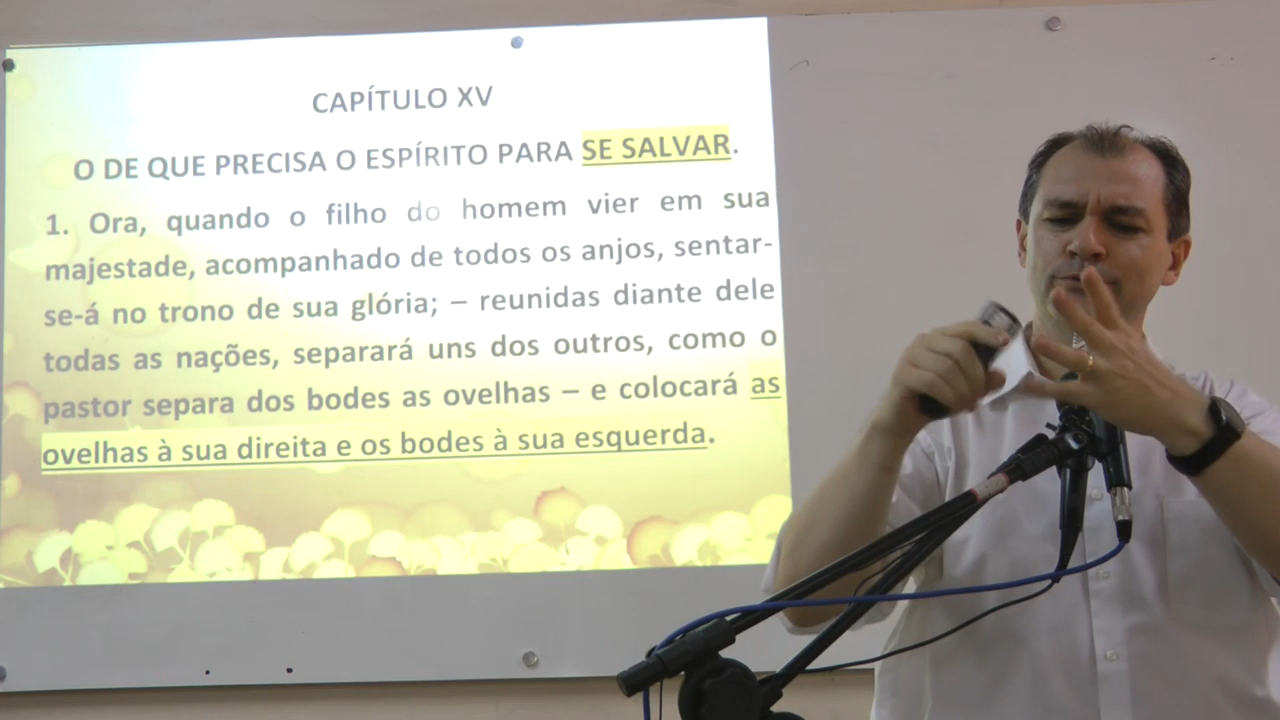 CAPÍTULO XV
O DE QUE PRECISA O ESPÍRITO PARA SE SALVAR.
1. Ora, quando o filho do homem vier em sua
majestade, acompanhado de todos os anjos, sentar-
se-á no trono de sua glória; – reunidas diante dele
todas as nações, separará uns dos outros, como o
pastor separa dos bodes as ovelhas – e colocará as
ovelhas à sua direita e os bodes à sua esquerda.